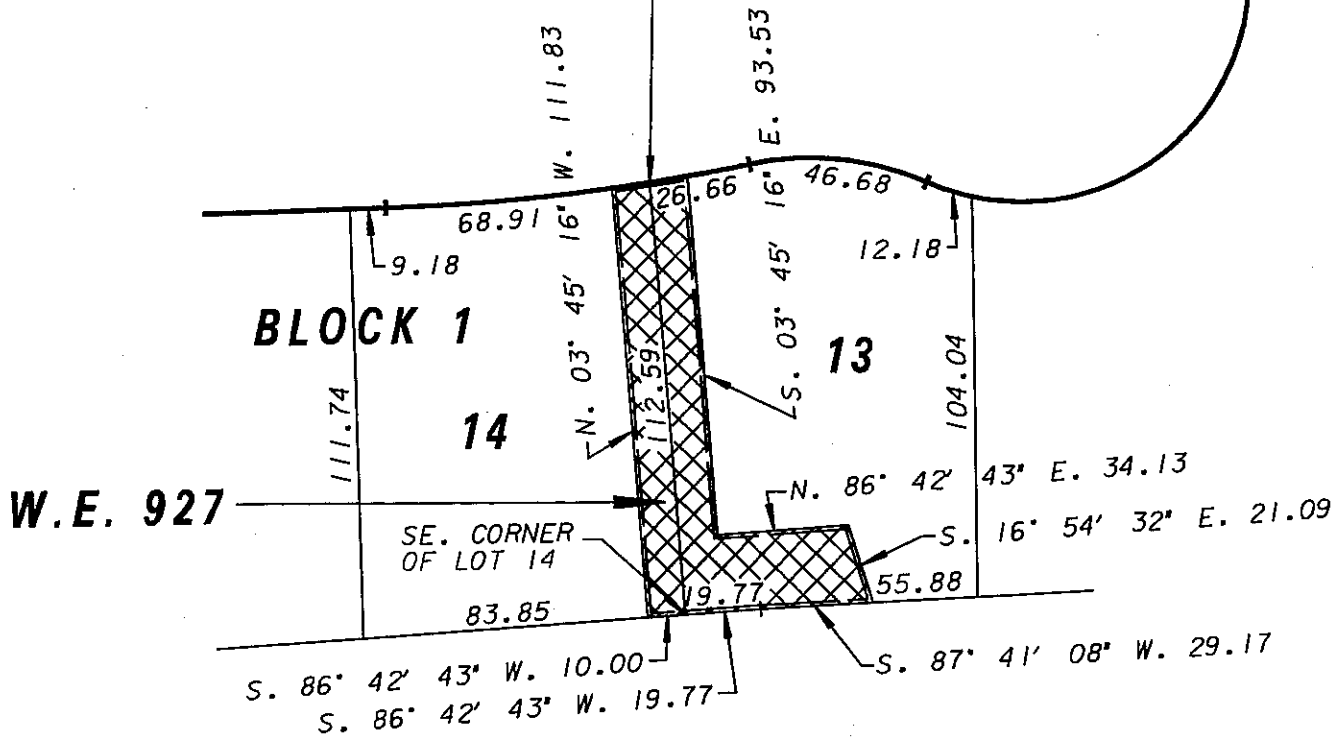 N. 03° 45' 16" W. 111.83
S. 03° 45' 16" E. 93.53
26.66
46.68
68.91
9.18
12.18
BLOCK 1
112.59
13
104.04
111.74
14
N. 86° 42' 43" E. 34.13
W.E. 927
S. 16° 54' 32" E. 21.09
SE. CORNER
OF LOT 14
19.77
55.88
83.85
S. 86° 42' 43" W. 10.00
S. 87° 41' 08" W. 29.17
S. 86° 42' 43" W. 19.77